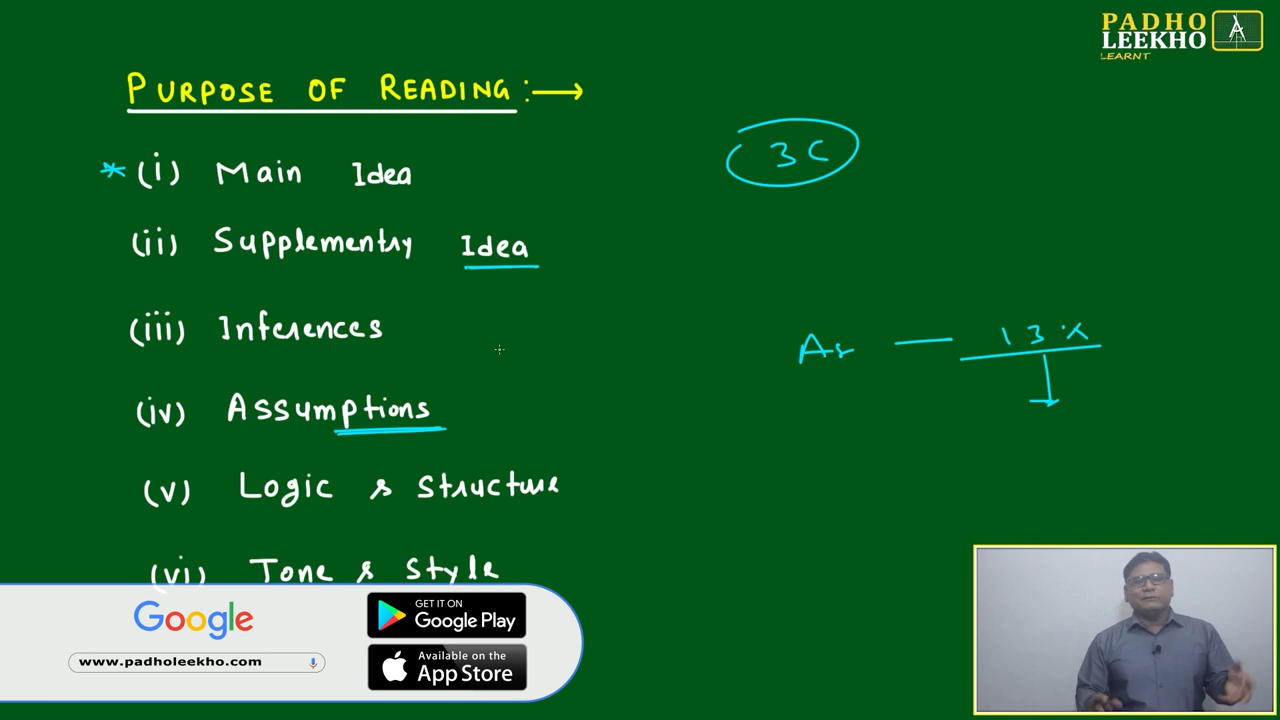 PADHO
LEEKHO
LEARNT
PURPOSE OF READING :→
3C
* (i) Main Idea
(ii) Supplementry Idea
(iii) Inferences
13%
(iv) Assumptions
(v) Logic & Structure
(vi) Tone & Style
Google
www.padholeekho.com
GET IT ON
Google Play
Available on the
App Store